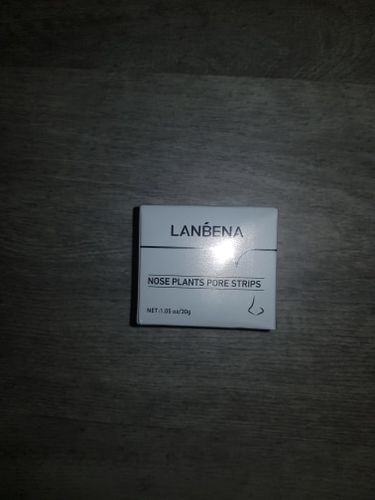 LANBENA
NOSE PLANTS PORE STRIPS
NET:1.05 oz/30g